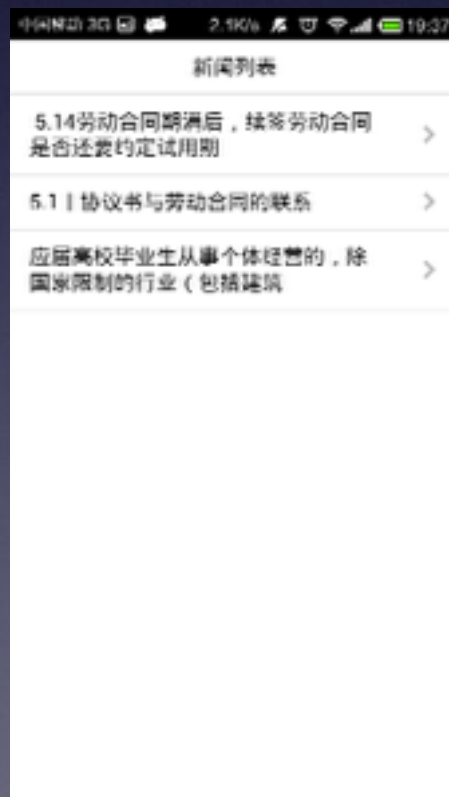 中国移动 3G 2.1K/s 19:37
新闻列表
5.14劳动合同期满后，续签劳动合同
是否还要约定试用期
5.1 | 协议书与劳动合同的联系
应届高校毕业生从事个体经营的，除
国家限制的行业（包括建筑